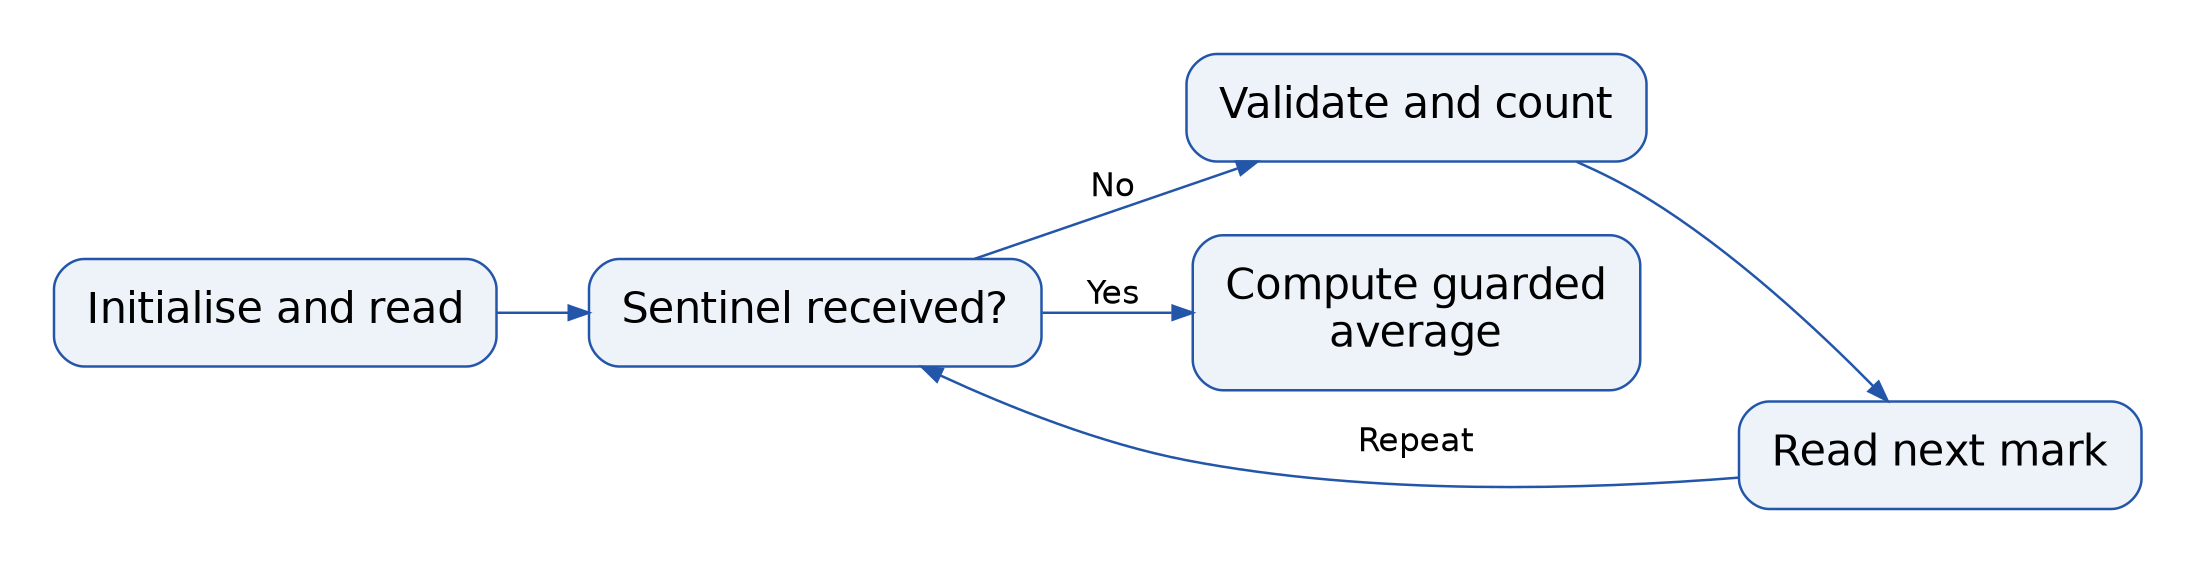 Validate and count
No
Initialise and read
Sentinel received?
Yes
Compute guarded
average
Repeat
Read next mark